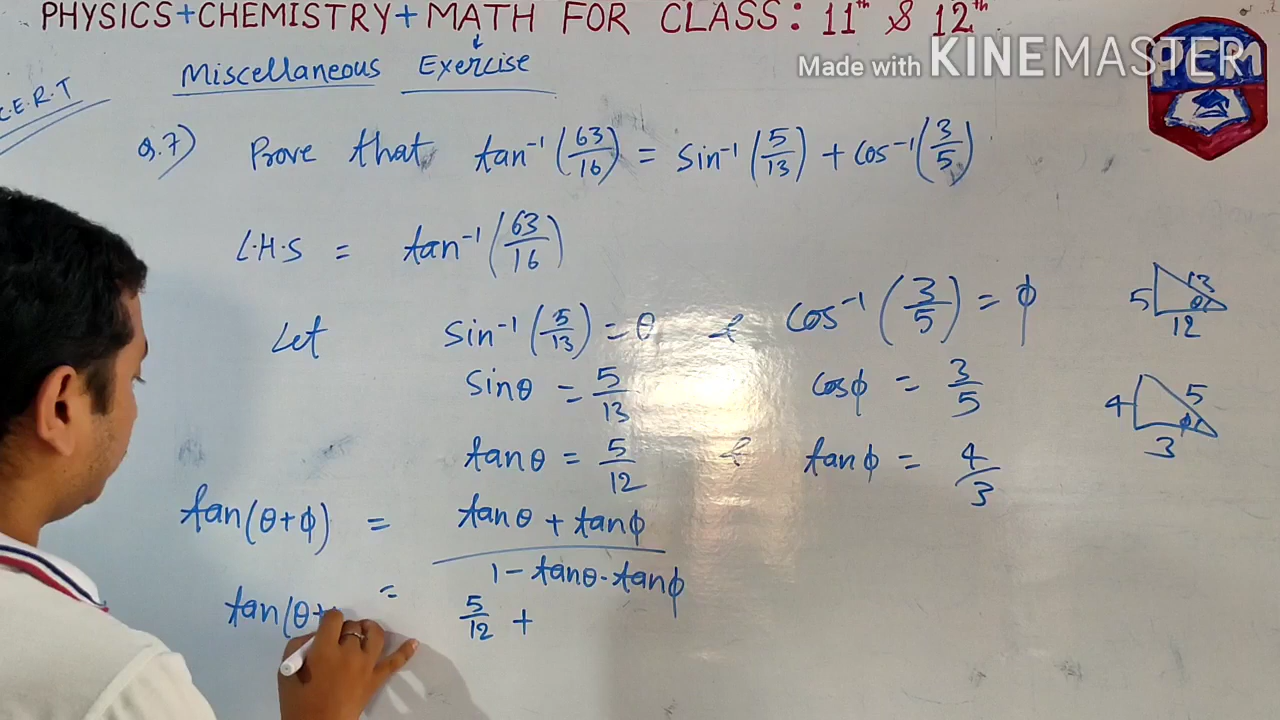 PHYSICS+CHEMISTRY+MATH FOR CLASS: 11th & 12th
Made with KINEMASTER
PCM
Miscellaneous Exercise
C.E.R.T
Q.7) Prove that tan⁻¹(63/16) = sin⁻¹(5/13) + cos⁻¹(3/5)
L.H.S = tan⁻¹(63/16)
Let sin⁻¹(5/13) = θ & cos⁻¹(3/5) = ϕ
5 13 θ 12
sinθ = 5/13 cosϕ = 3/5
4 5 ϕ 3
tanθ = 5/12 & tanϕ = 4/3
tan(θ+ϕ) = tanθ + tanϕ / 1 - tanθ·tanϕ
tan(θ+ = 5/12 +